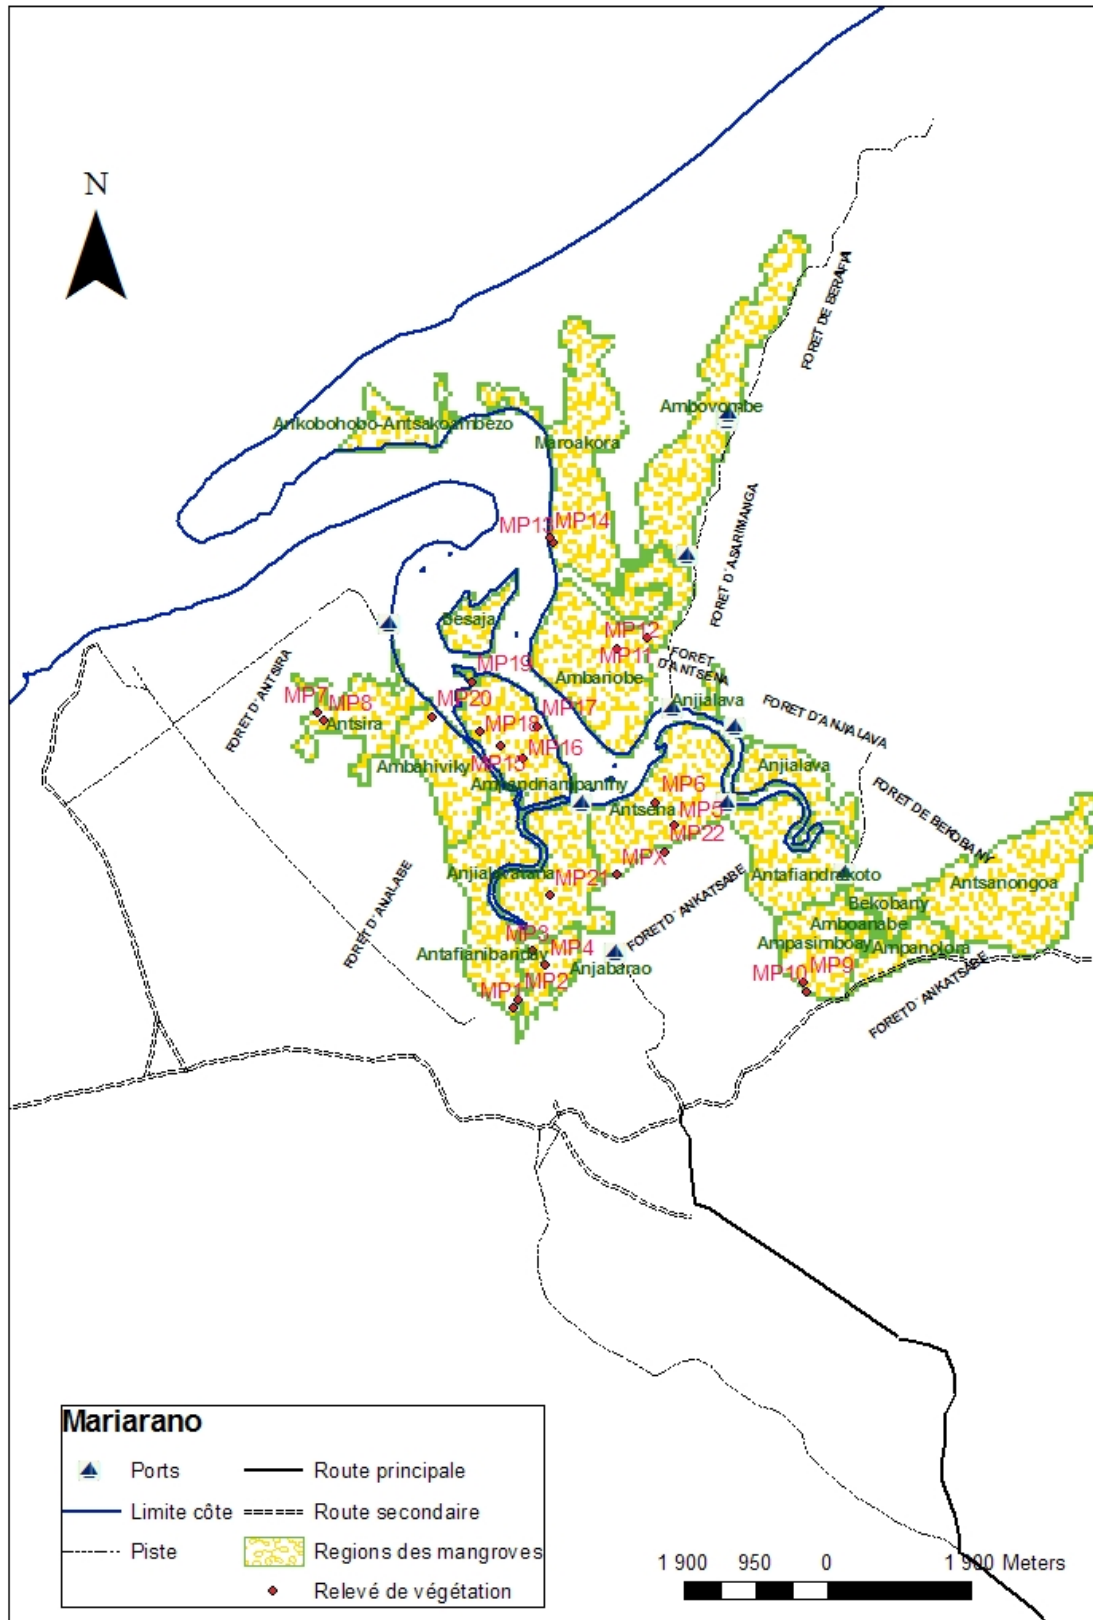 N
FORET DE BERAFIA
Ambovombe
Ankobohobo-Antsakoambezo
Maroakora
MP13
MP14
FORET D'ASARIMANGA
Besaja
MP12
MP11
FORET
D'ANTSENA
MP19
Ambanobe
FORET D'ANTSIRA
MP7
MP8
Antsira
MP20
MP17
Anjialava
FORET D'ANJIALAVA
MP18
MP16
MP15
Ambahiviky
Anjialava
Ampandriampanihy
MP6
Antsena
MP5
FORET DE BEKOBANY
MP22
MPX
Anjialavatana
MP21
Antafiandrakoto
Antsanongoa
FORET D'ANALABE
FORET D'ANKATSABE
Bekobany
Amboanabe
MP3
MP4
Antafianibariday
Anjabarao
Ampasimboay
Ampanolora
MP10
MP9
MP1
MP2
FORET D'ANKATSABE
Mariarano
Ports
Route principale
Limite côte
Route secondaire
Piste
Regions des mangroves
Relevé de végétation
1 900 950 0 1 900 Meters